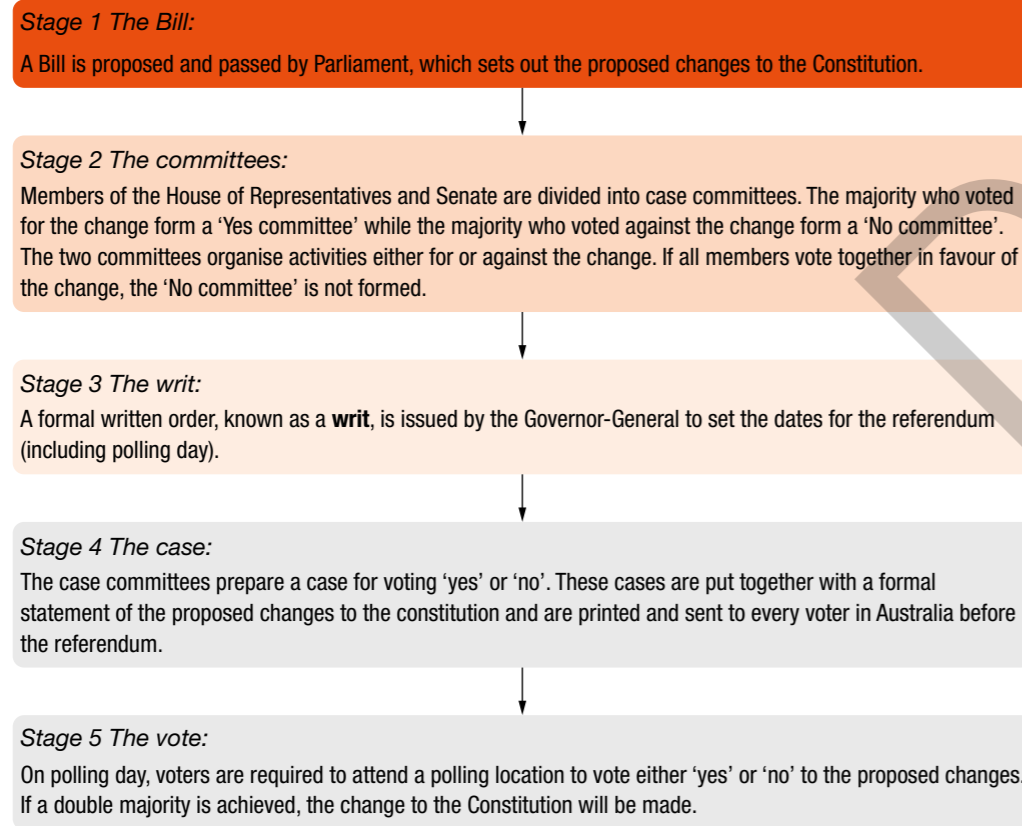 Stage 1 The Bill:
A Bill is proposed and passed by Parliament, which sets out the proposed changes to the Constitution.
Stage 2 The committees:
Members of the House of Representatives and Senate are divided into case committees. The majority who voted
for the change form a ‘Yes committee’ while the majority who voted against the change form a ‘No committee’.
The two committees organise activities either for or against the change. If all members vote together in favour of
the change, the ‘No committee’ is not formed.
Stage 3 The writ:
A formal written order, known as a writ, is issued by the Governor-General to set the dates for the referendum
(including polling day).
Stage 4 The case:
The case committees prepare a case for voting ‘yes’ or ‘no’. These cases are put together with a formal
statement of the proposed changes to the constitution and are printed and sent to every voter in Australia before
the referendum.
Stage 5 The vote:
On polling day, voters are required to attend a polling location to vote either ‘yes’ or ‘no’ to the proposed changes.
If a double majority is achieved, the change to the Constitution will be made.